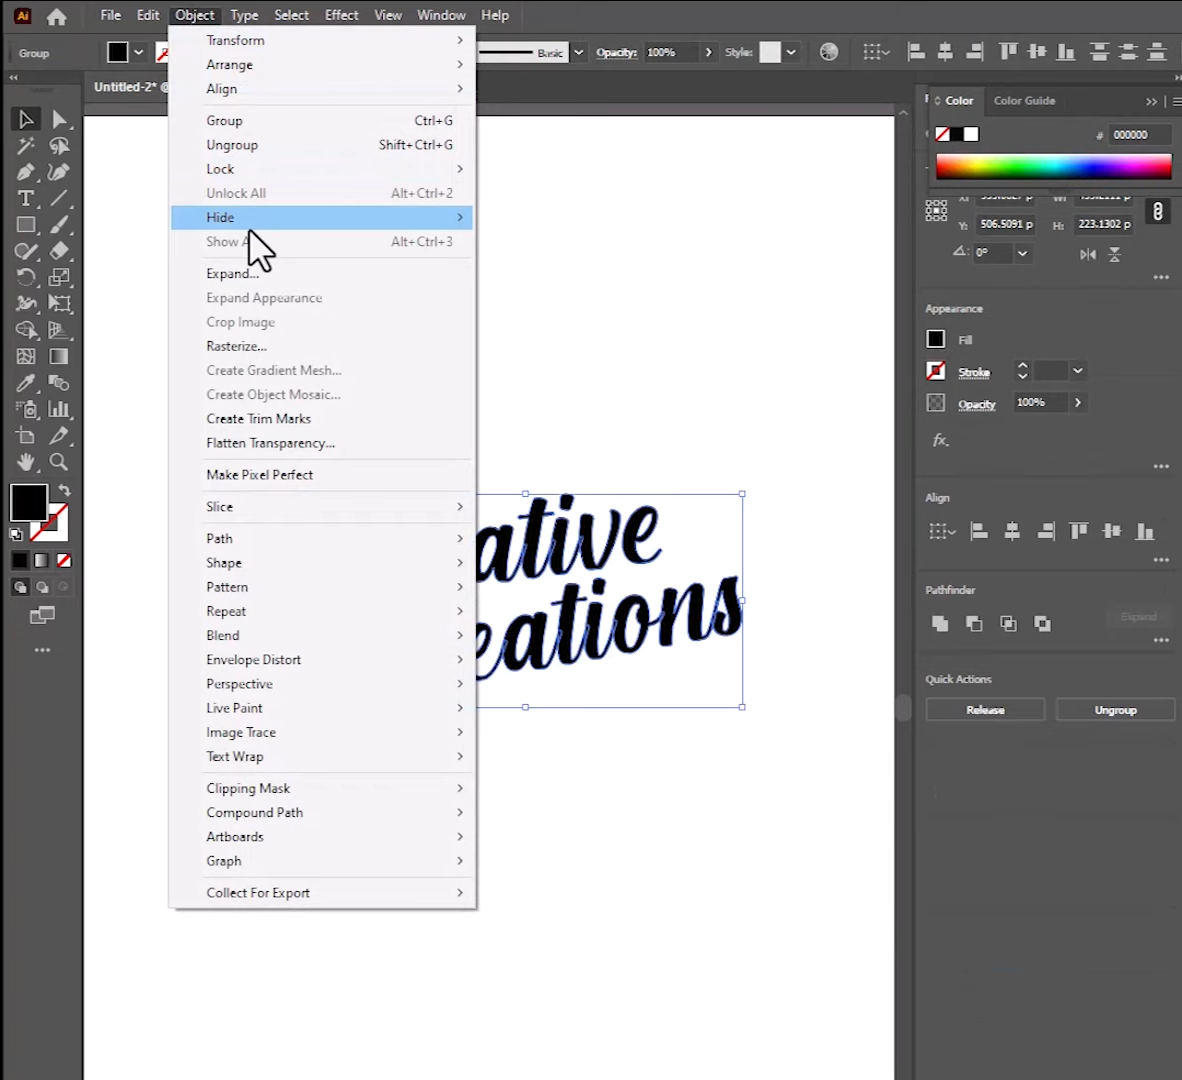 Ai File Edit Object Type Select Effect View Window Help
Group Basic Opacity: 100% Style:
Untitled-2* @
Color Color Guide
# 000000
Transform
Arrange
Align
Group Ctrl+G
Ungroup Shift+Ctrl+G
Lock
Unlock All Alt+Ctrl+2
Hide
Show A Alt+Ctrl+3
Expand...
Expand Appearance
Crop Image
Rasterize...
Create Gradient Mesh...
Create Object Mosaic...
Create Trim Marks
Flatten Transparency...
Make Pixel Perfect
Slice
Path
Shape
Pattern
Repeat
Blend
Envelope Distort
Perspective
Live Paint
Image Trace
Text Wrap
Clipping Mask
Compound Path
Artboards
Graph
Collect For Export
ative
eations
Y: 506.5091 p H: 223.1302 p
0°
Appearance
Fill
Stroke
Opacity 100%
fx.
Align
Pathfinder
Expand
Quick Actions
Release Ungroup